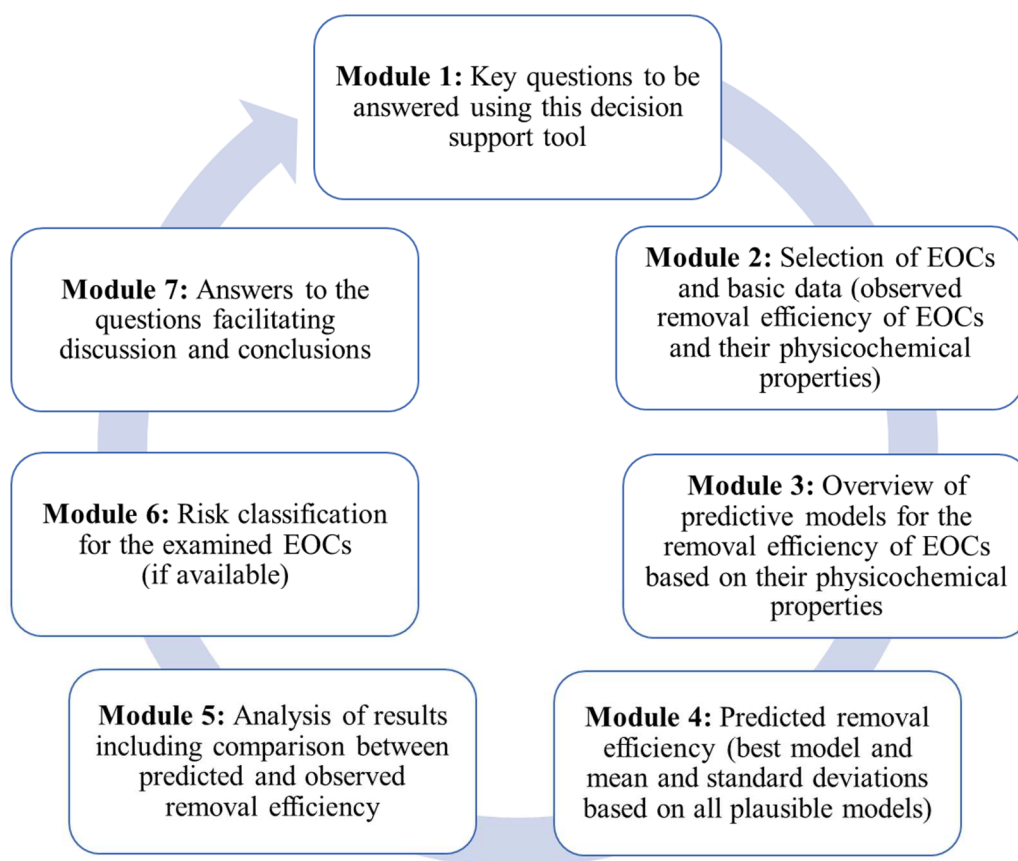 Module 1: Key questions to be
answered using this decision
support tool
Module 2: Selection of EOCs
and basic data (observed
removal efficiency of EOCs
and their physicochemical
properties)
Module 3: Overview of
predictive models for the
removal efficiency of EOCs
based on their physicochemical
properties
Module 4: Predicted removal
efficiency (best model and
mean and standard deviations
based on all plausible models)
Module 5: Analysis of results
including comparison between
predicted and observed
removal efficiency
Module 6: Risk classification
for the examined EOCs
(if available)
Module 7: Answers to the
questions facilitating
discussion and conclusions